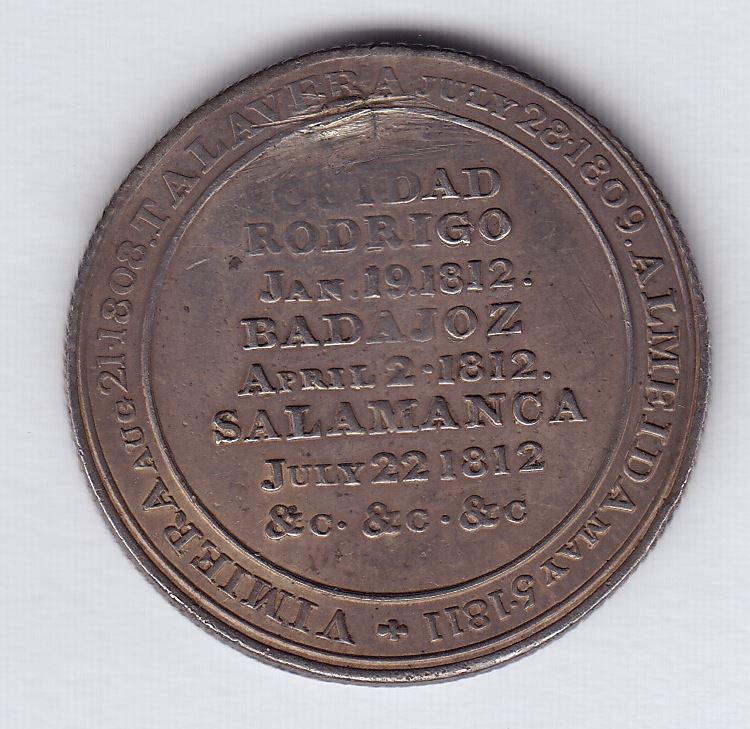 VIMIERA AUG 21·1808. TALAVERA JULY 28·1809. ALMEIDA MAY 5·1811
CUIDAD
RODRIGO
JAN. 19.1812.
BADAJOZ
APRIL 2·1812.
SALAMANCA
JULY 22 1812
&C· &C· &C